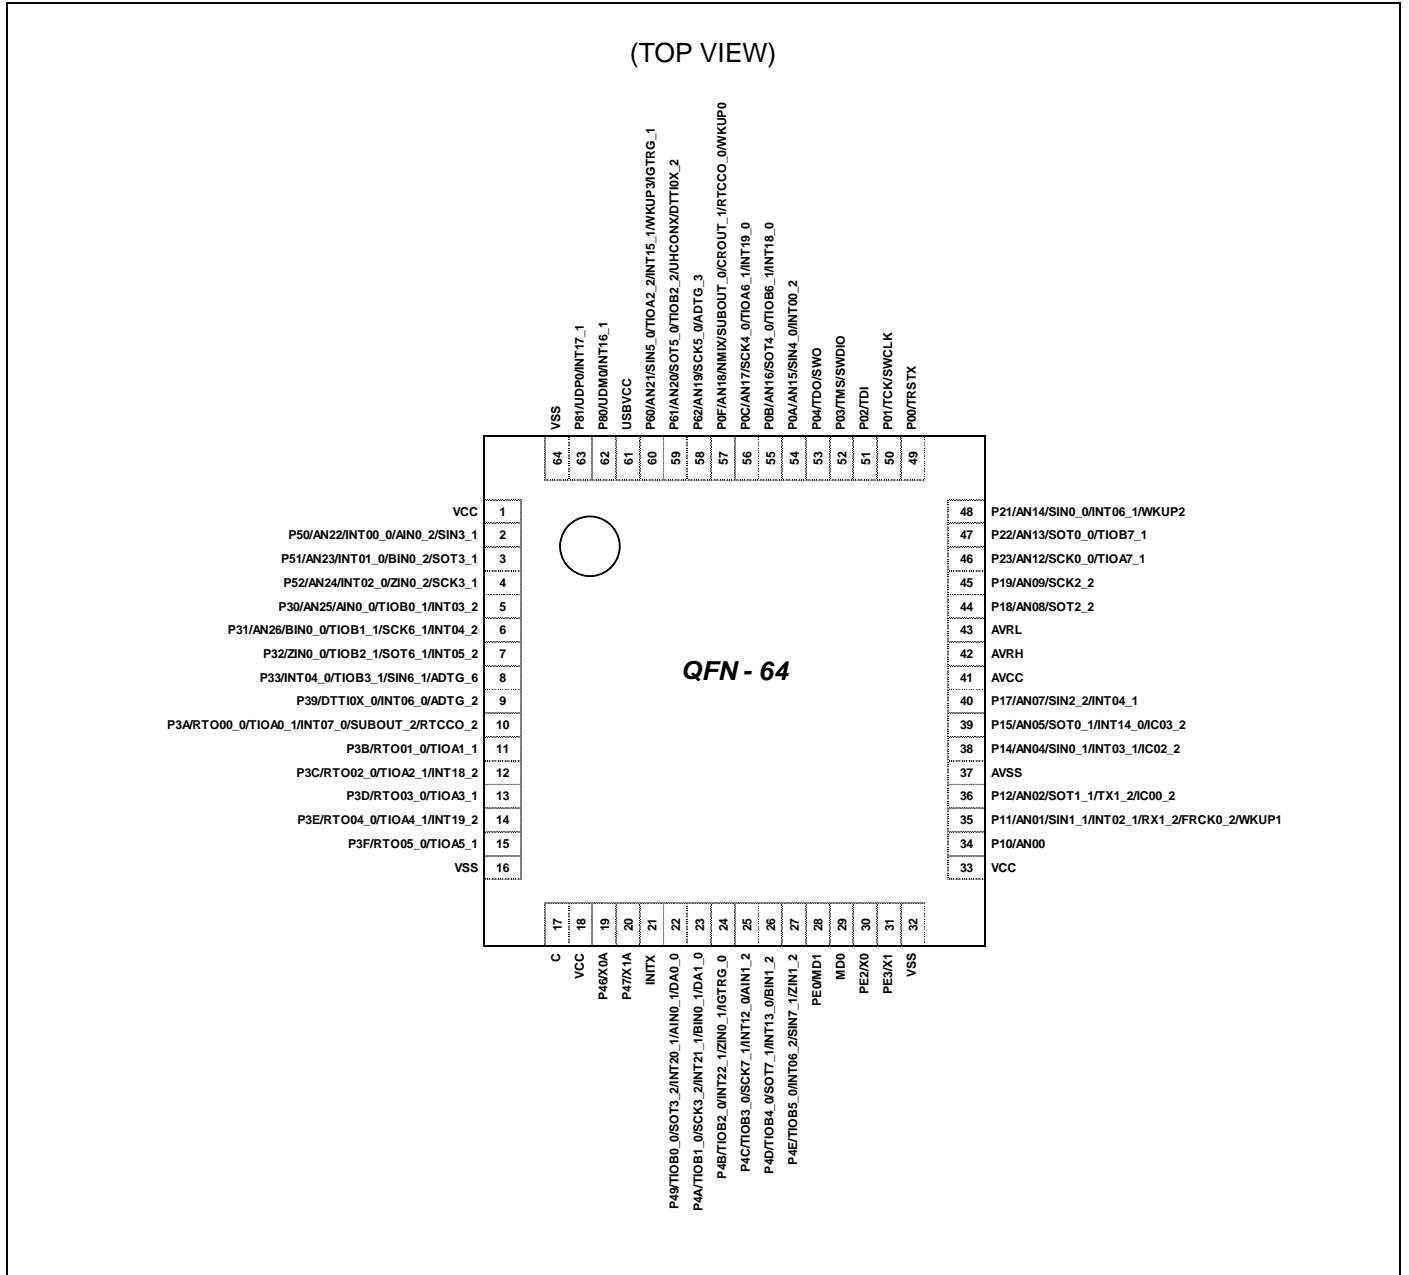 (TOP VIEW)
VSS
P81/UDP0/INT17_1
P80/UDM0/INT16_1
USBVCC
P60/AN21/SIN5_0/TIOA2_2/INT15_1/WKUP3/IGTRG_1
P61/AN20/SOT5_0/TIOB2_2/UHCONX/DTTI0X_2
P62/AN19/SCK5_0/ADTG_3
P0F/AN18/NMIX/SUBOUT_0/CROUT_1/RTCCO_0/WKUP0
P0C/AN17/SCK4_0/TIOA6_1/INT19_0
P0B/AN16/SOT4_0/TIOB6_1/INT18_0
P0A/AN15/SIN4_0/INT00_2
P04/TDO/SWO
P03/TMS/SWDIO
P02/TDI
P01/TCK/SWCLK
P00/TRSTX
64 63 62 61 60 59 58 57 56 55 54 53 52 51 50 49
VCC 1
P50/AN22/INT00_0/AIN0_2/SIN3_1 2
P51/AN23/INT01_0/BIN0_2/SOT3_1 3
P52/AN24/INT02_0/ZIN0_2/SCK3_1 4
P30/AN25/AIN0_0/TIOB0_1/INT03_2 5
P31/AN26/BIN0_0/TIOB1_1/SCK6_1/INT04_2 6
P32/ZIN0_0/TIOB2_1/SOT6_1/INT05_2 7
P33/INT04_0/TIOB3_1/SIN6_1/ADTG_6 8
P39/DTTI0X_0/INT06_0/ADTG_2 9
P3A/RTO00_0/TIOA0_1/INT07_0/SUBOUT_2/RTCCO_2 10
P3B/RTO01_0/TIOA1_1 11
P3C/RTO02_0/TIOA2_1/INT18_2 12
P3D/RTO03_0/TIOA3_1 13
P3E/RTO04_0/TIOA4_1/INT19_2 14
P3F/RTO05_0/TIOA5_1 15
VSS 16
QFN - 64
48 P21/AN14/SIN0_0/INT06_1/WKUP2
47 P22/AN13/SOT0_0/TIOB7_1
46 P23/AN12/SCK0_0/TIOA7_1
45 P19/AN09/SCK2_2
44 P18/AN08/SOT2_2
43 AVRL
42 AVRH
41 AVCC
40 P17/AN07/SIN2_2/INT04_1
39 P15/AN05/SOT0_1/INT14_0/IC03_2
38 P14/AN04/SIN0_1/INT03_1/IC02_2
37 AVSS
36 P12/AN02/SOT1_1/TX1_2/IC00_2
35 P11/AN01/SIN1_1/INT02_1/RX1_2/FRCK0_2/WKUP1
34 P10/AN00
33 VCC
17 18 19 20 21 22 23 24 25 26 27 28 29 30 31 32
C
VCC
P46/X0A
P47/X1A
INITX
P49/TIOB0_0/SOT3_2/INT20_1/AIN0_1/DA0_0
P4A/TIOB1_0/SCK3_2/INT21_1/BIN0_1/DA1_0
P4B/TIOB2_0/INT22_1/ZIN0_1/IGTRG_0
P4C/TIOB3_0/SCK7_1/INT12_0/AIN1_2
P4D/TIOB4_0/SOT7_1/INT13_0/BIN1_2
P4E/TIOB5_0/INT06_2/SIN7_1/ZIN1_2
PE0/MD1
MD0
PE2/X0
PE3/X1
VSS